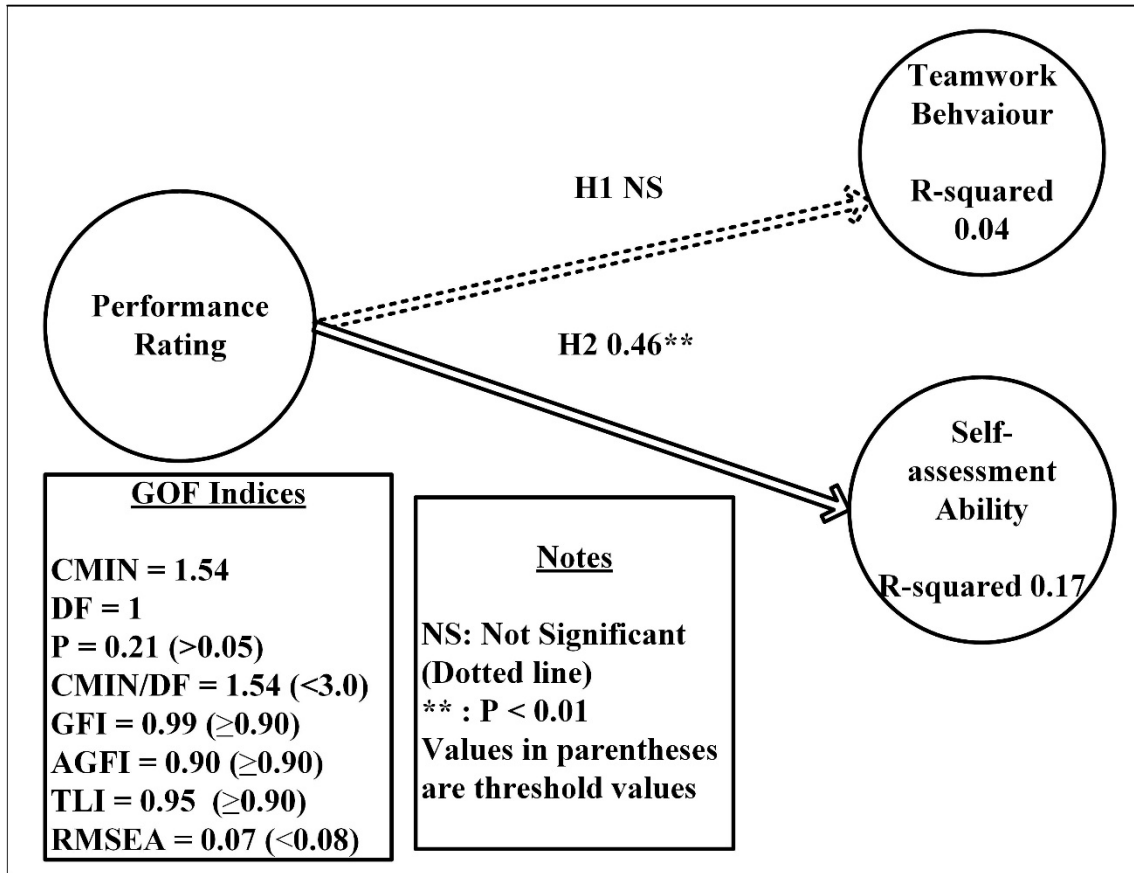 Teamwork
Behvaiour
R-squared
0.04
H1 NS
Performance
Rating
H2 0.46**
Self-
assessment
Ability
R-squared 0.17
GOF Indices
CMIN = 1.54
DF = 1
P = 0.21 (>0.05)
CMIN/DF = 1.54 (<3.0)
GFI = 0.99 (≥0.90)
AGFI = 0.90 (≥0.90)
TLI = 0.95  (≥0.90)
RMSEA = 0.07 (<0.08)
Notes
NS: Not Significant
(Dotted line)
** : P < 0.01
Values in parentheses
are threshold values